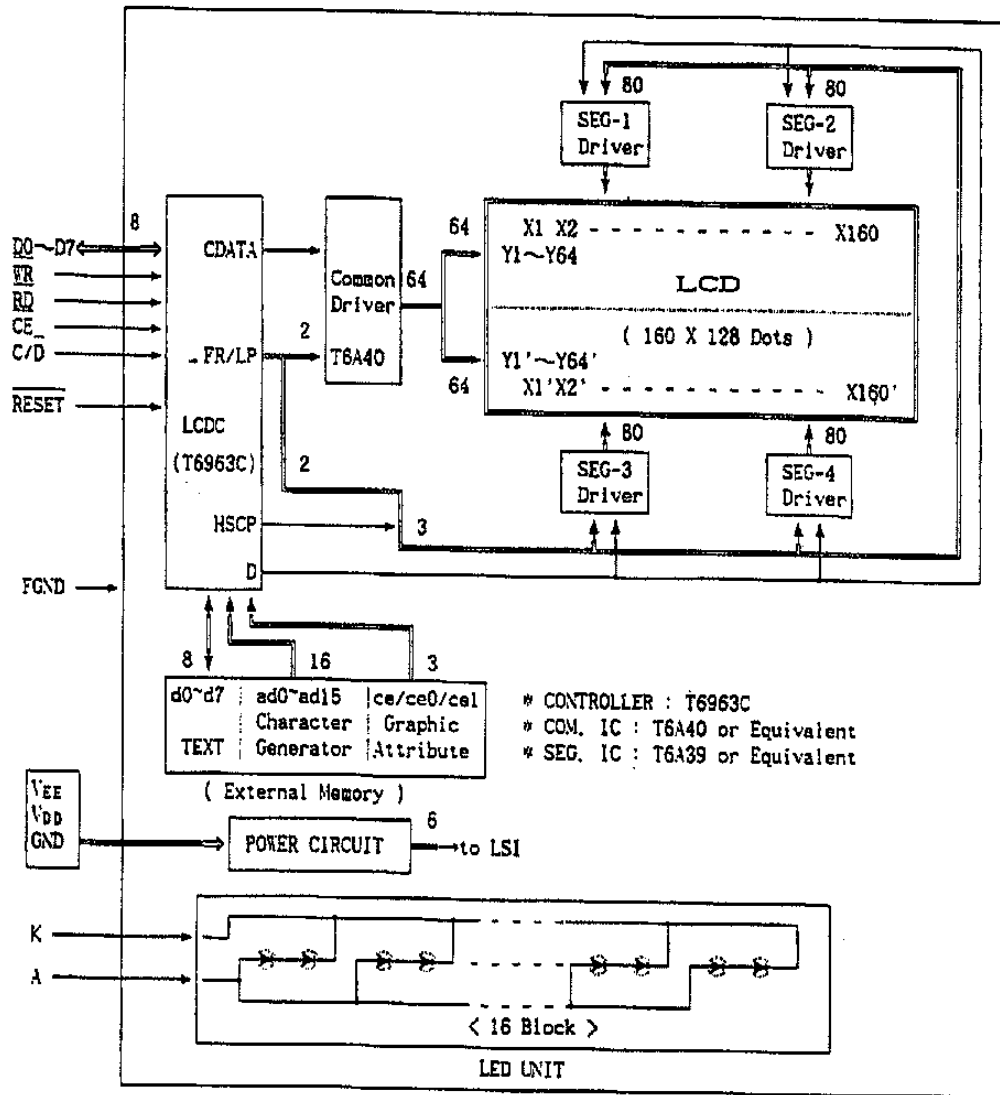 80
80
SEG-1
Driver
SEG-2
Driver
8
D0~D7
WR
RD
CE
C/D
RESET
CDATA
FR/LP
LCDC
(T6963C)
HSCP
D
Common
Driver
T6A40
2
2
3
64
64
64
X1 X2 - - - - - - - - - - - X160
Y1~Y64
LCD
( 160 X 128 Dots )
Y1'~Y64'
X1'X2' - - - - - - - - - - - X160'
80
80
SEG-3
Driver
SEG-4
Driver
FGND
8
16
3
d0~d7 ad0~ad15 ce/ce0/ce1
Character Graphic
TEXT Generator Attribute
( External Memory )
* CONTROLLER : T6963C
* COM. IC : T6A40 or Equivalent
* SEG. IC : T6A39 or Equivalent
VEE
VDD
GND
POWER CIRCUIT
6
to LSI
K
A
< 16 Block >
LED UNIT